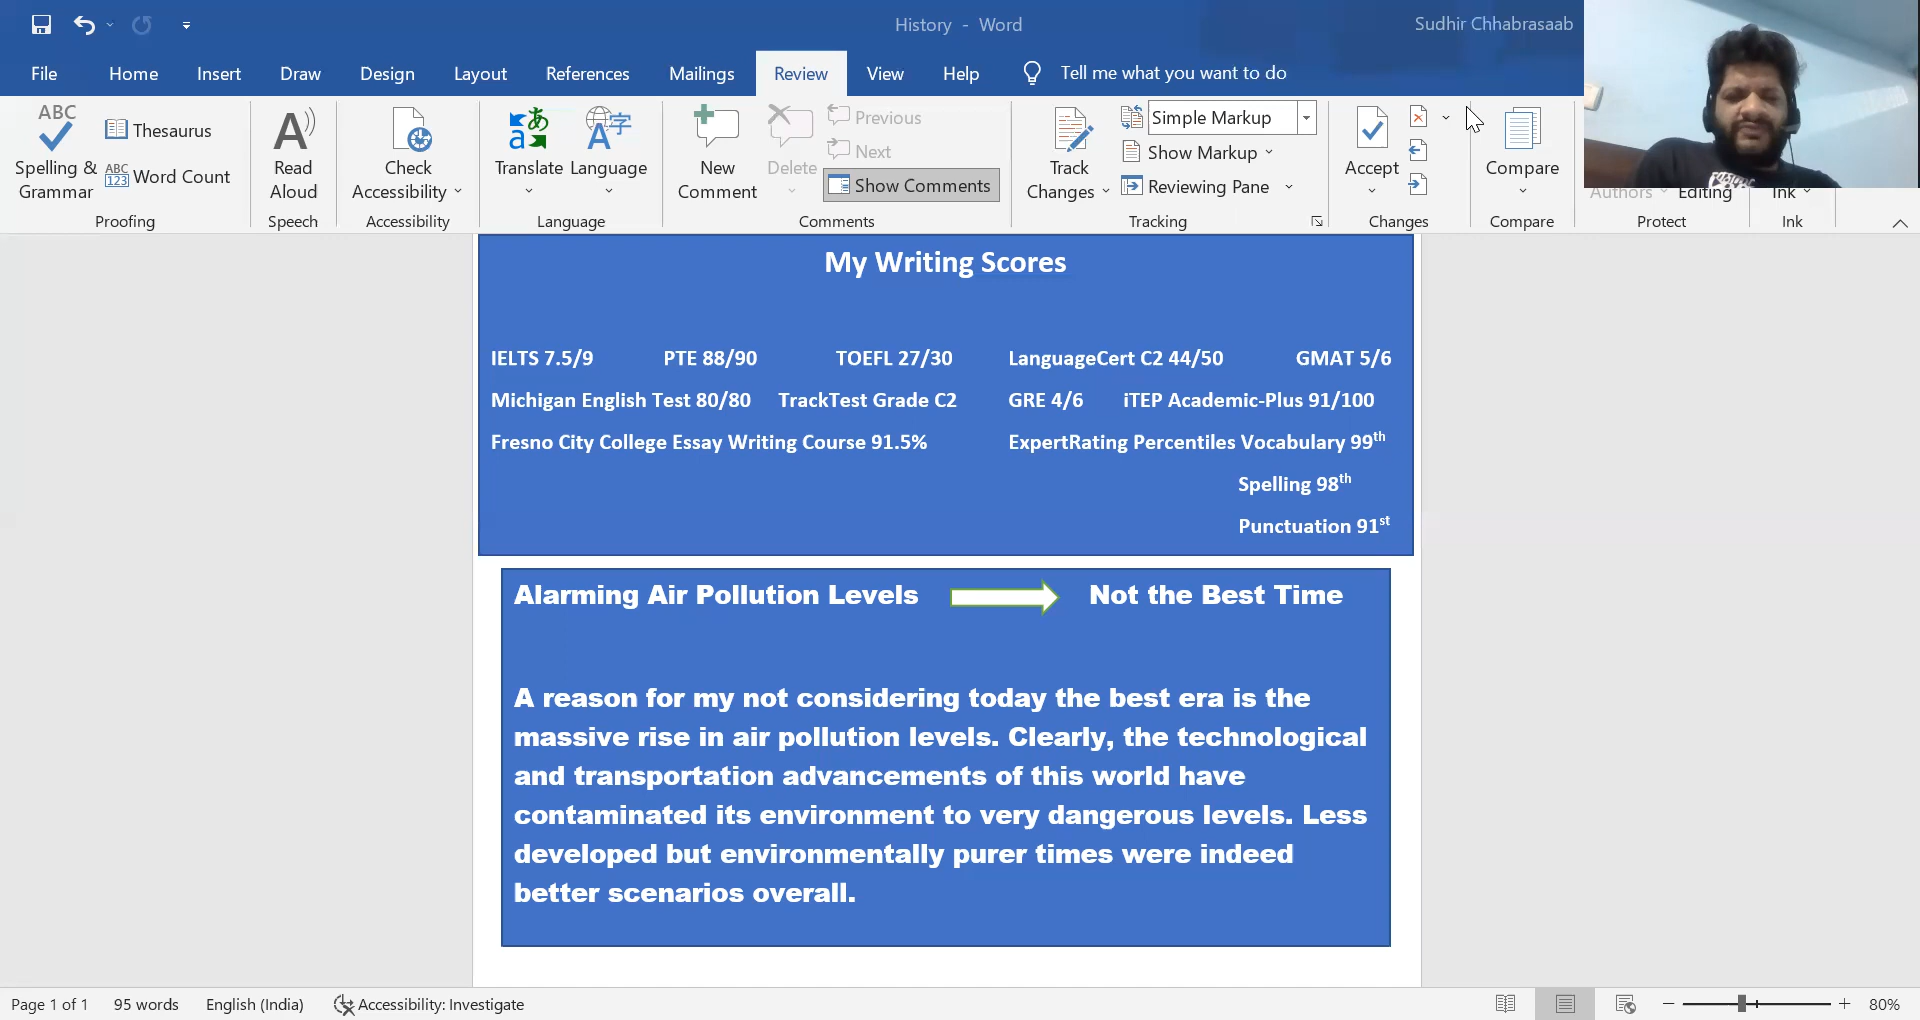 History - Word
Sudhir Chhabrasaab
File Home Insert Draw Design Layout References Mailings Review View Help Tell me what you want to do
ABC
Spelling & Grammar
Thesaurus
ABC 123 Word Count
Proofing
Read Aloud
Speech
Check Accessibility
Accessibility
Translate
Language
Language
New Comment
Delete
Previous
Next
Show Comments
Comments
Track Changes
Simple Markup
Show Markup
Reviewing Pane
Tracking
Accept
Changes
Compare
Compare
Authors
Editing
Protect
Ink
Ink
My Writing Scores
IELTS 7.5/9 PTE 88/90 TOEFL 27/30 LanguageCert C2 44/50 GMAT 5/6
Michigan English Test 80/80 TrackTest Grade C2 GRE 4/6 iTEP Academic-Plus 91/100
Fresno City College Essay Writing Course 91.5% ExpertRating Percentiles Vocabulary 99th
Spelling 98th
Punctuation 91st
Alarming Air Pollution Levels Not the Best Time
A reason for my not considering today the best era is the
massive rise in air pollution levels. Clearly, the technological
and transportation advancements of this world have
contaminated its environment to very dangerous levels. Less
developed but environmentally purer times were indeed
better scenarios overall.
Page 1 of 1 95 words English (India) Accessibility: Investigate 80%